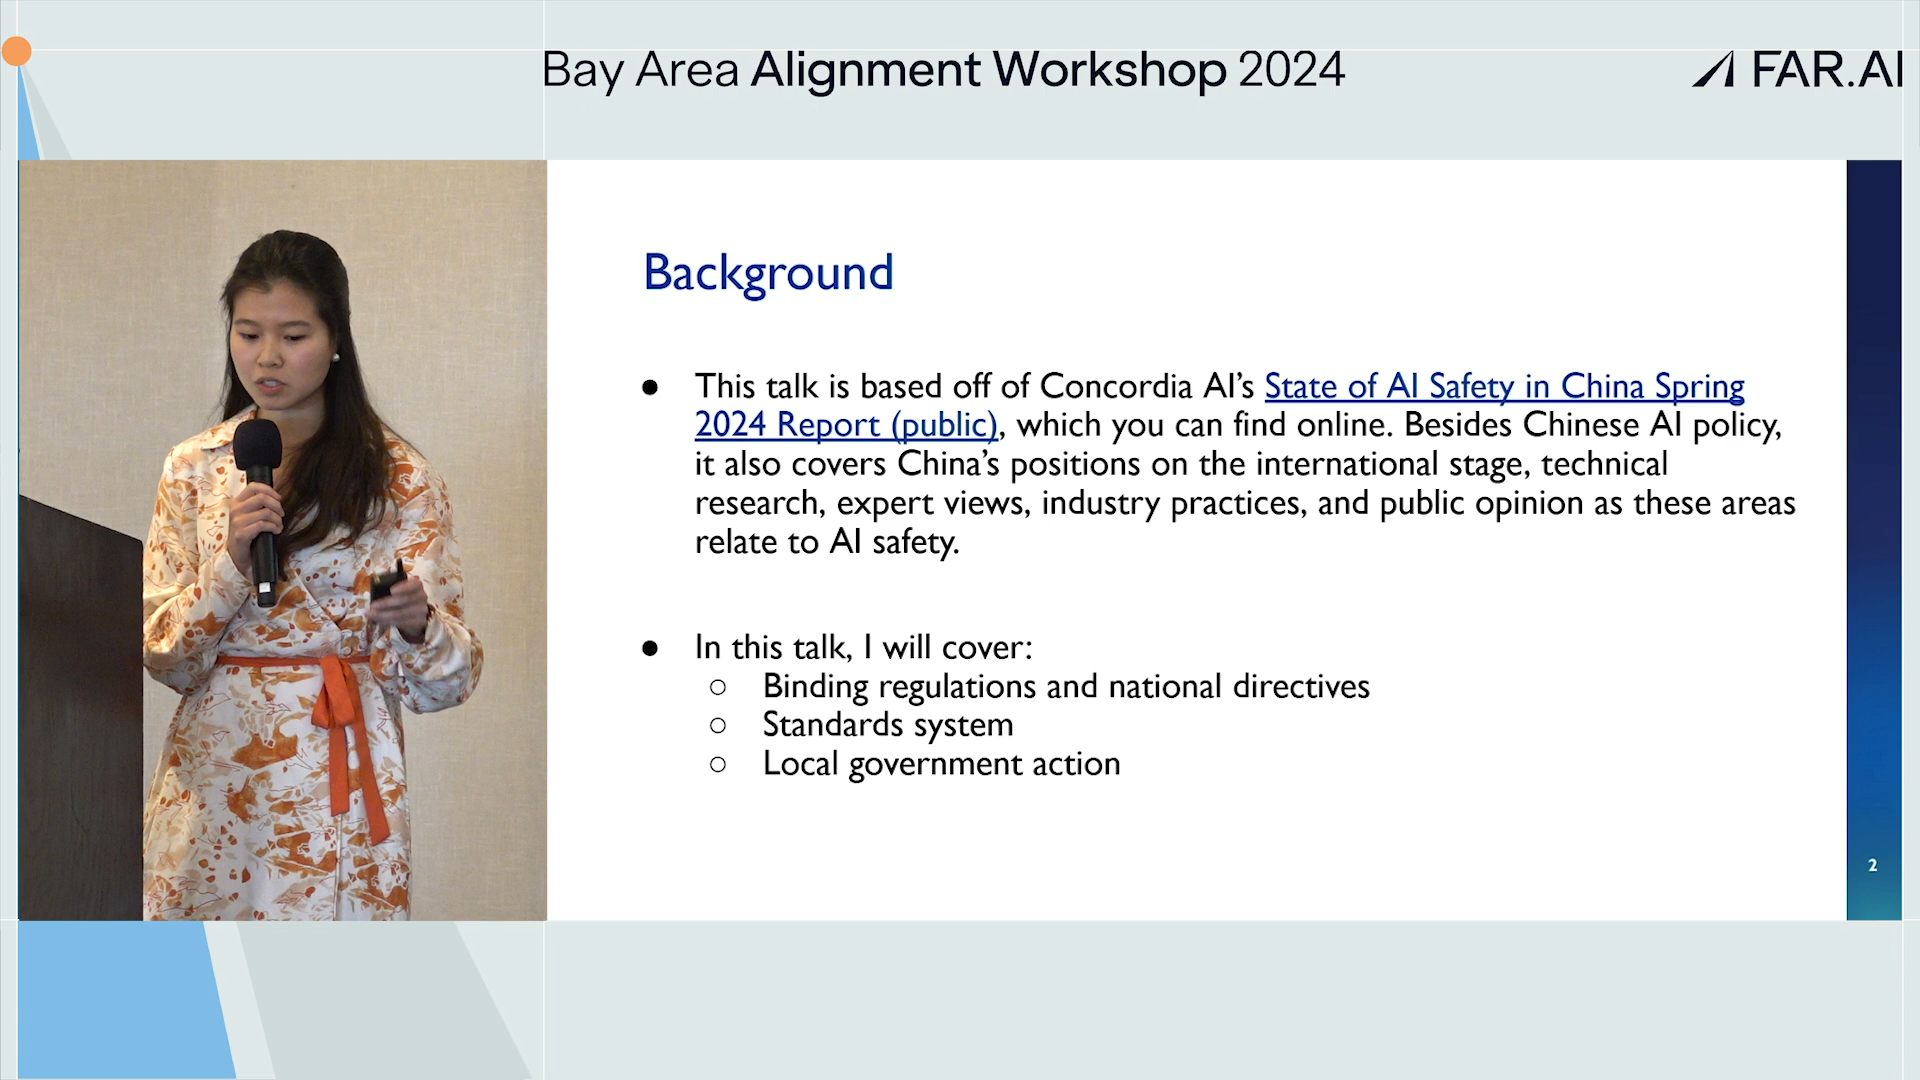 Bay Area Alignment Workshop 2024
FAR.AI
Background
● This talk is based off of Concordia AI’s State of AI Safety in China Spring
2024 Report (public), which you can find online. Besides Chinese AI policy,
it also covers China’s positions on the international stage, technical
research, expert views, industry practices, and public opinion as these areas
relate to AI safety.
● In this talk, I will cover:
○ Binding regulations and national directives
○ Standards system
○ Local government action
2